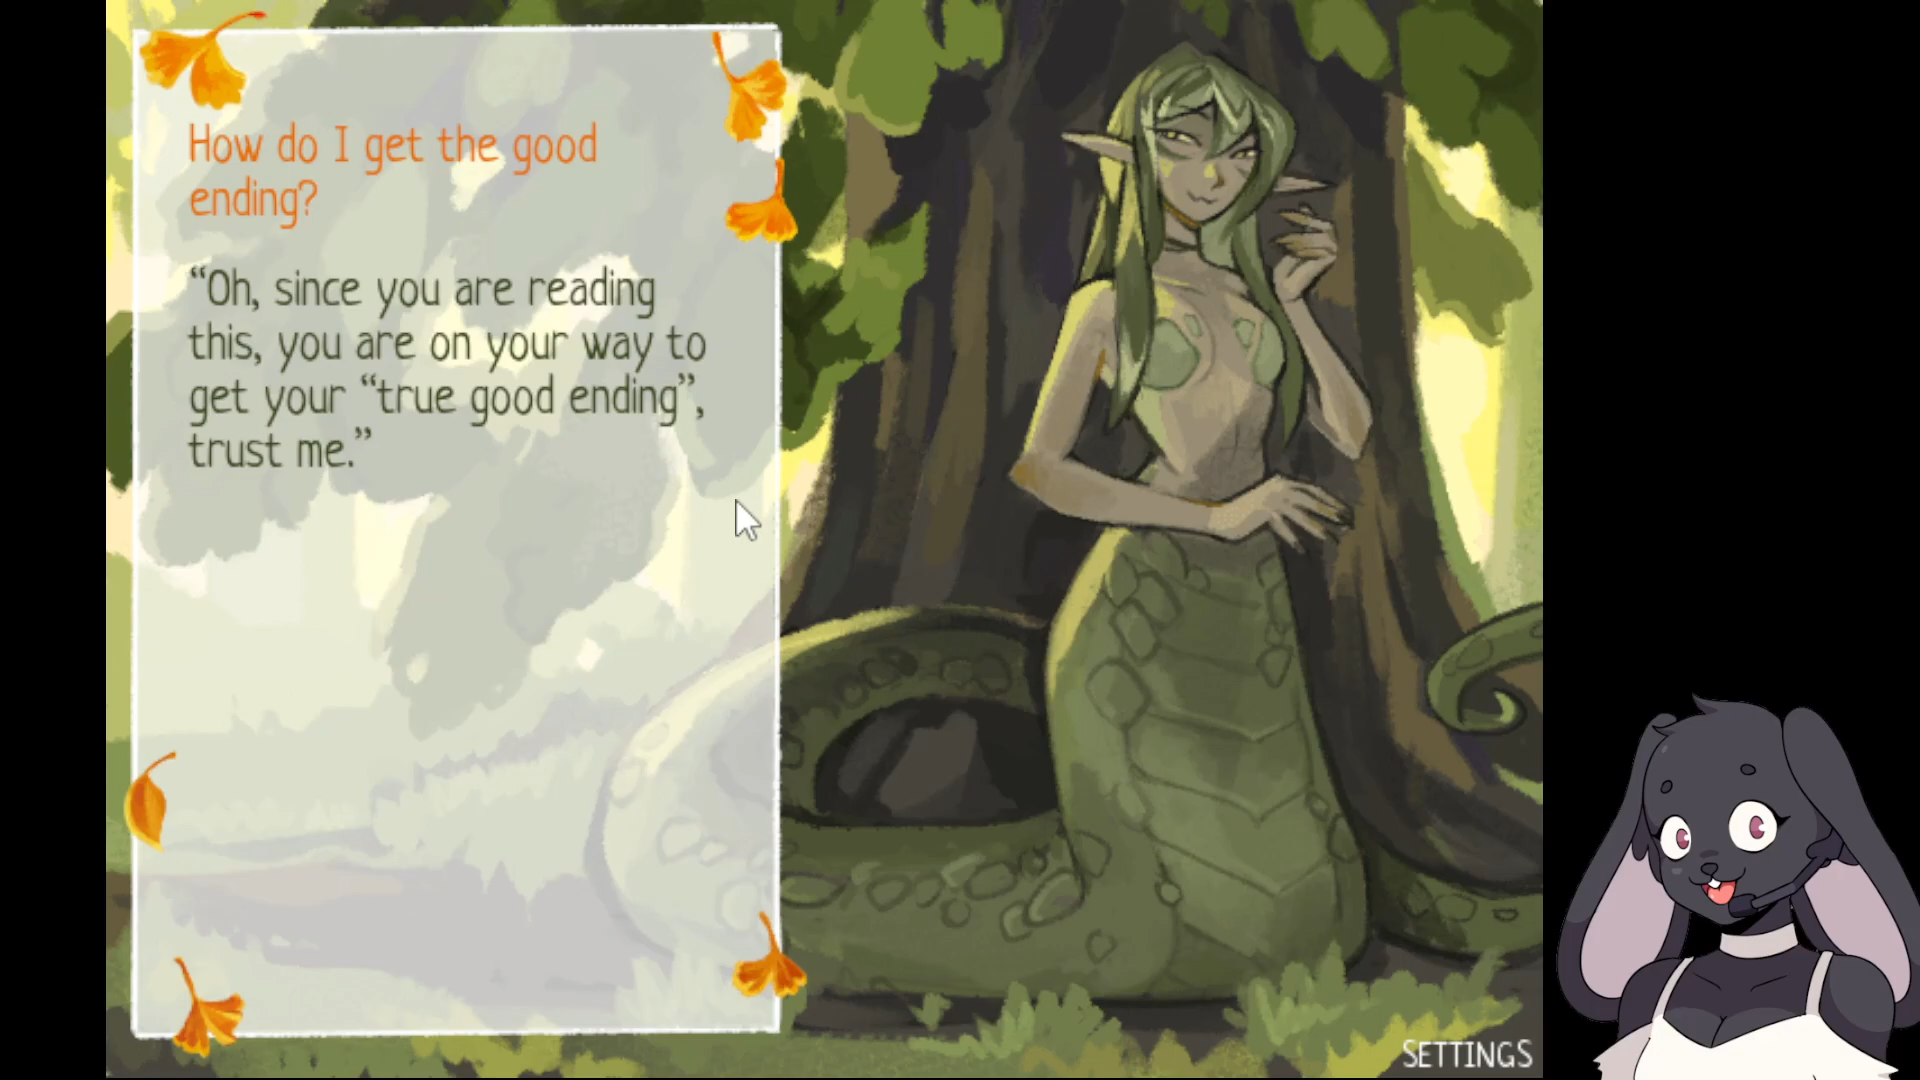 How do I get the good
ending?
“Oh, since you are reading
this, you are on your way to
get your “true good ending”,
trust me.”
SETTINGS